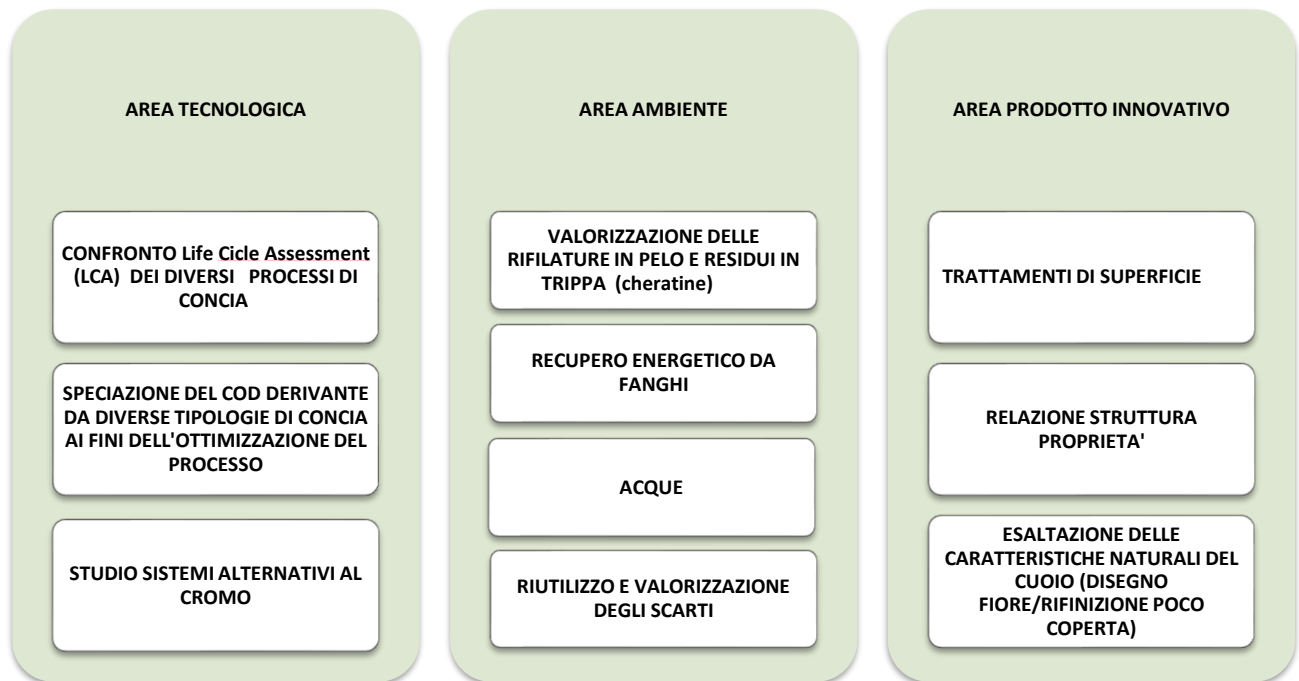 AREA TECNOLOGICA
CONFRONTO Life Cicle Assessment
(LCA) DEI DIVERSI PROCESSI DI
CONCIA
SPECIAZIONE DEL COD DERIVANTE
DA DIVERSE TIPOLOGIE DI CONCIA
AI FINI DELL'OTTIMIZZAZIONE DEL
PROCESSO
STUDIO SISTEMI ALTERNATIVI AL
CROMO
AREA AMBIENTE
VALORIZZAZIONE DELLE
RIFILATURE IN PELO E RESIDUI IN
TRIPPA (cheratine)
RECUPERO ENERGETICO DA
FANGHI
ACQUE
RIUTILIZZO E VALORIZZAZIONE
DEGLI SCARTI
AREA PRODOTTO INNOVATIVO
TRATTAMENTI DI SUPERFICIE
RELAZIONE STRUTTURA
PROPRIETA'
ESALTAZIONE DELLE
CARATTERISTICHE NATURALI DEL
CUOIO (DISEGNO
FIORE/RIFINIZIONE POCO
COPERTA)